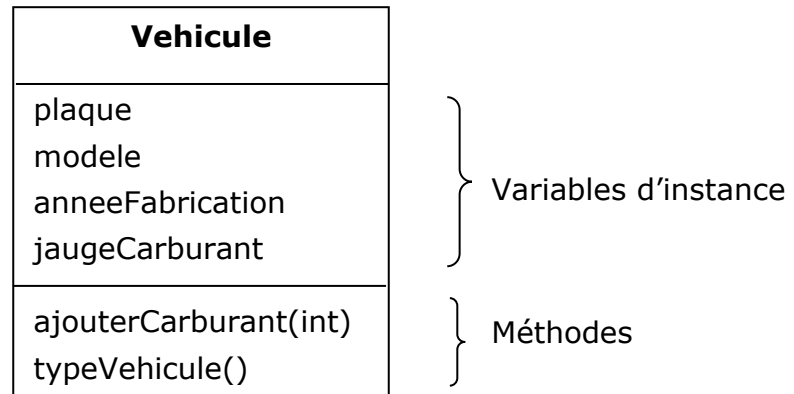 Vehicule
plaque
modele
anneeFabrication
jaugeCarburant
Variables d’instance
ajouterCarburant(int)
typeVehicule()
Méthodes